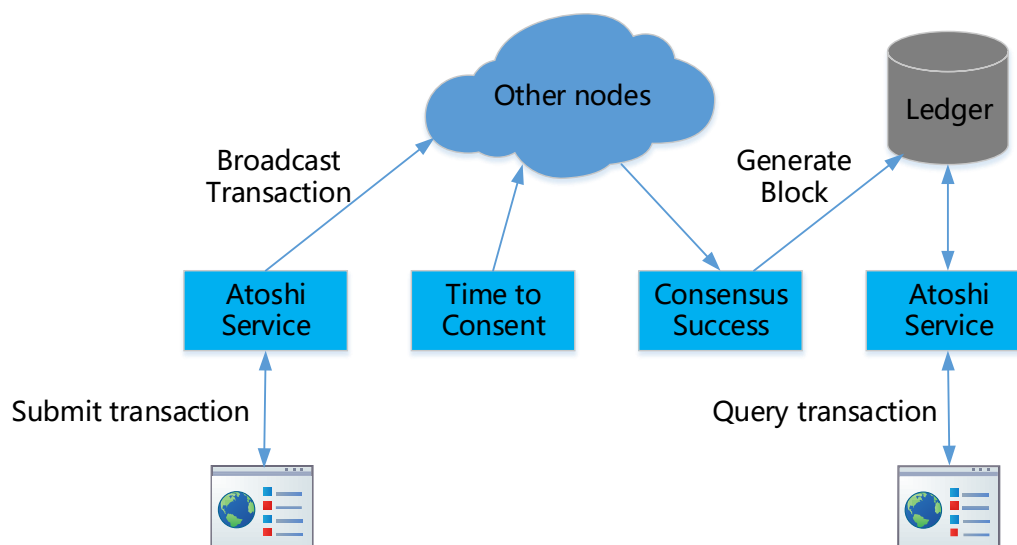 Other nodes
Ledger
Broadcast
Transaction
Generate
Block
Atoshi
Service
Time to
Consent
Consensus
Success
Atoshi
Service
Submit transaction
Query transaction